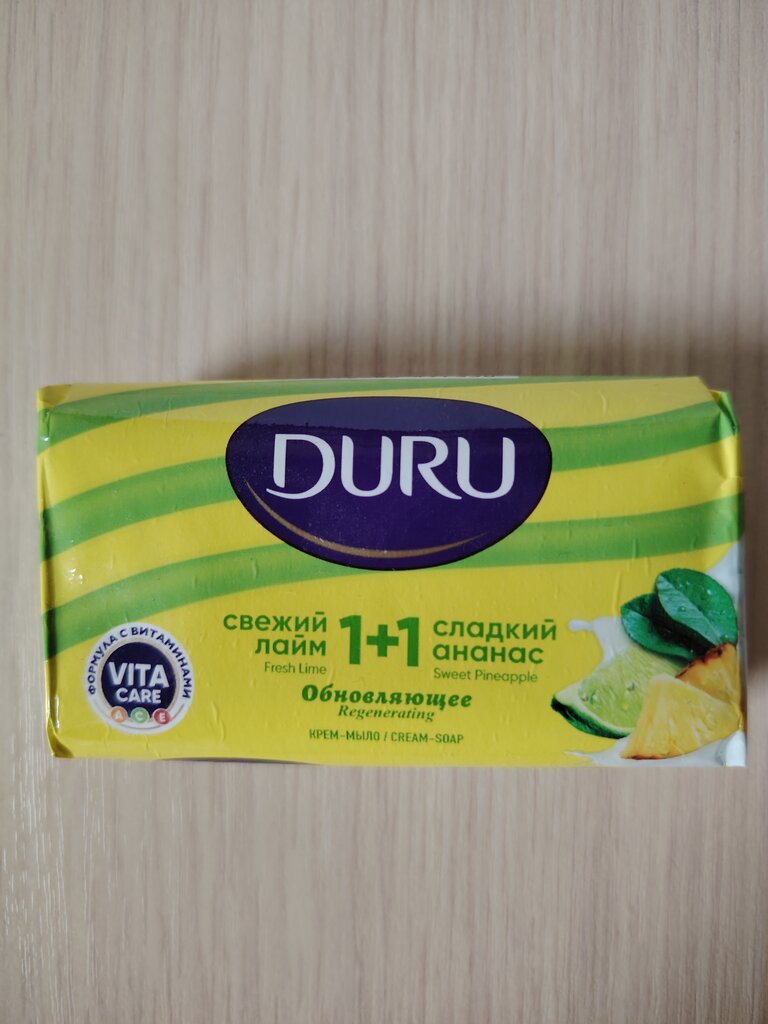 DURU
свежий
лайм
Fresh Lime
1+1
сладкий
ананас
Sweet Pineapple
Обновляющее
Regenerating
КРЕМ-МЫЛО / CREAM-SOAP
ФОРМУЛА С ВИТАМИНАМИ
VITA
CARE
A C E